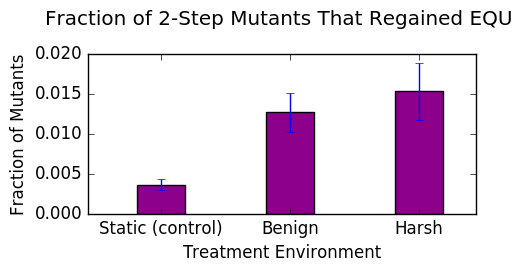 Fraction of 2-Step Mutants That Regained EQU
Fraction of Mutants
0.020
0.015
0.010
0.005
0.000
Static (control) Benign Harsh
Treatment Environment